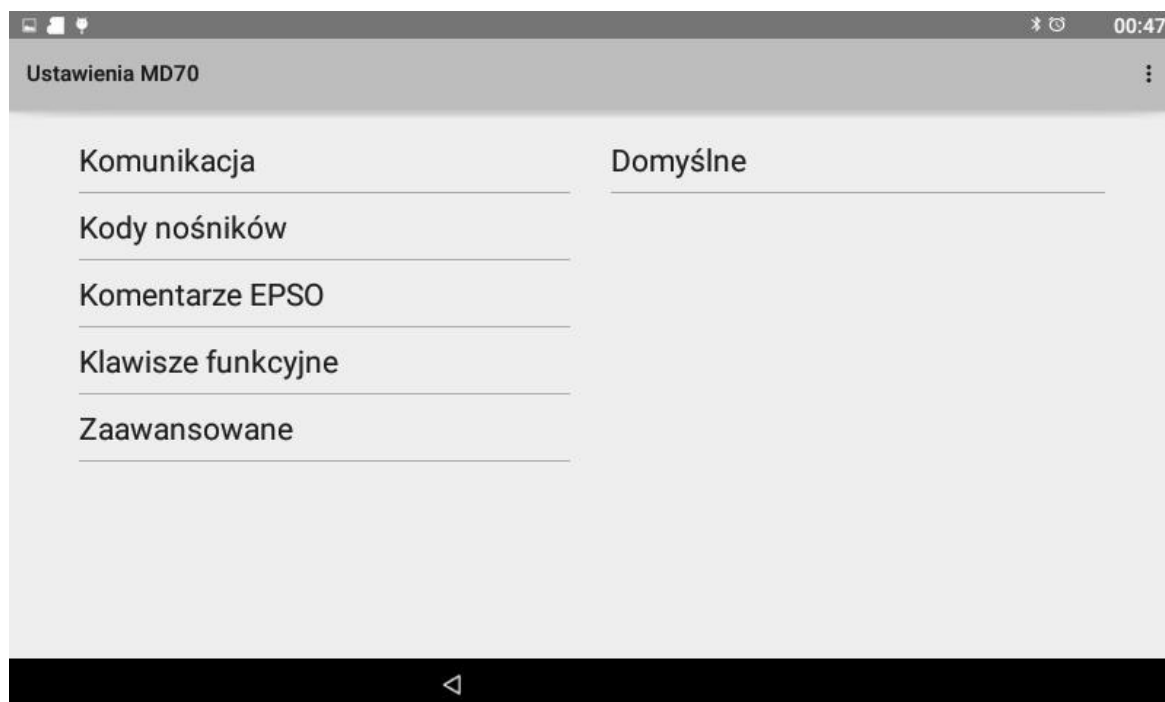 00:47
Ustawienia MD70
Komunikacja
Domyślne
Kody nośników
Komentarze EPSO
Klawisze funkcyjne
Zaawansowane